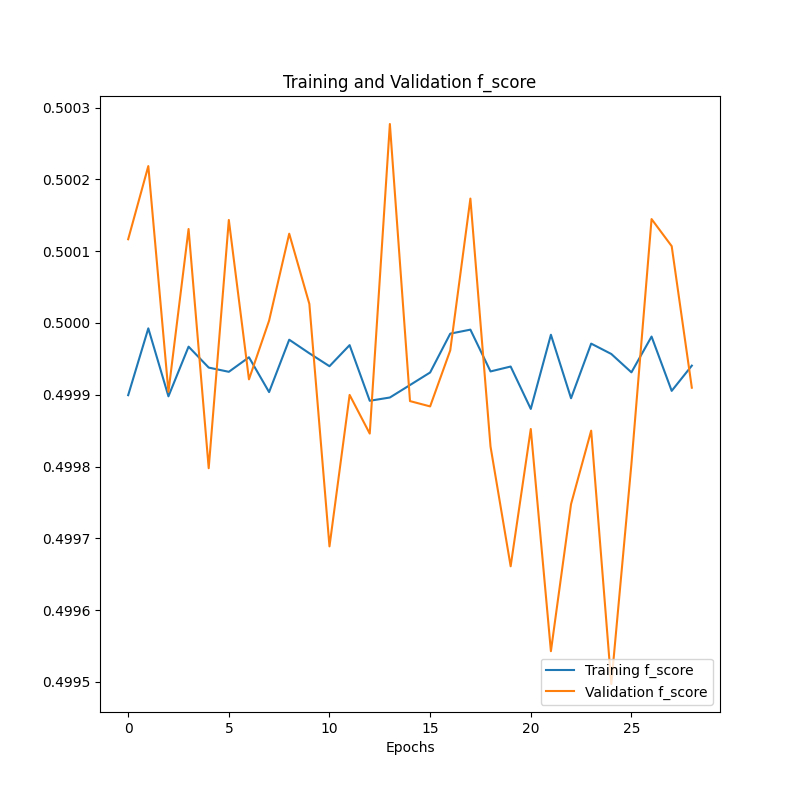 Training and Validation f_score
0.5003
0.5002
0.5001
0.5000
0.4999
0.4998
0.4997
0.4996
0.4995
Training f_score
Validation f_score
0 5 10 15 20 25
Epochs